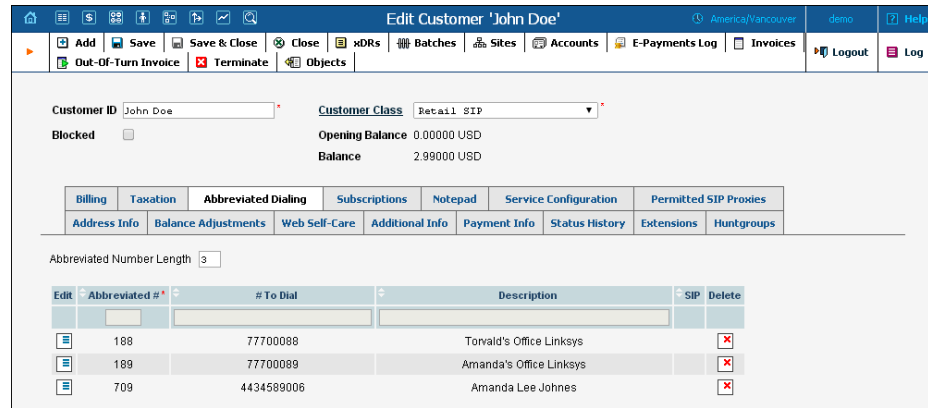 Edit Customer 'John Doe' America/Vancouver demo ? Help
Add Save Save & Close Close xDRs Batches Sites Accounts E-Payments Log Invoices Logout Log
Out-Of-Turn Invoice Terminate Objects
Customer ID John Doe * Customer Class Retail SIP *
Blocked Opening Balance 0.00000 USD
Balance 2.99000 USD
Billing Taxation Abbreviated Dialing Subscriptions Notepad Service Configuration Permitted SIP Proxies
Address Info Balance Adjustments Web Self-Care Additional Info Payment Info Status History Extensions Huntgroups
Abbreviated Number Length 3
Edit Abbreviated # * # To Dial Description SIP Delete
188 77700088 Torvald's Office Linksys
189 77700089 Amanda's Office Linksys
709 4434589006 Amanda Lee Johnes